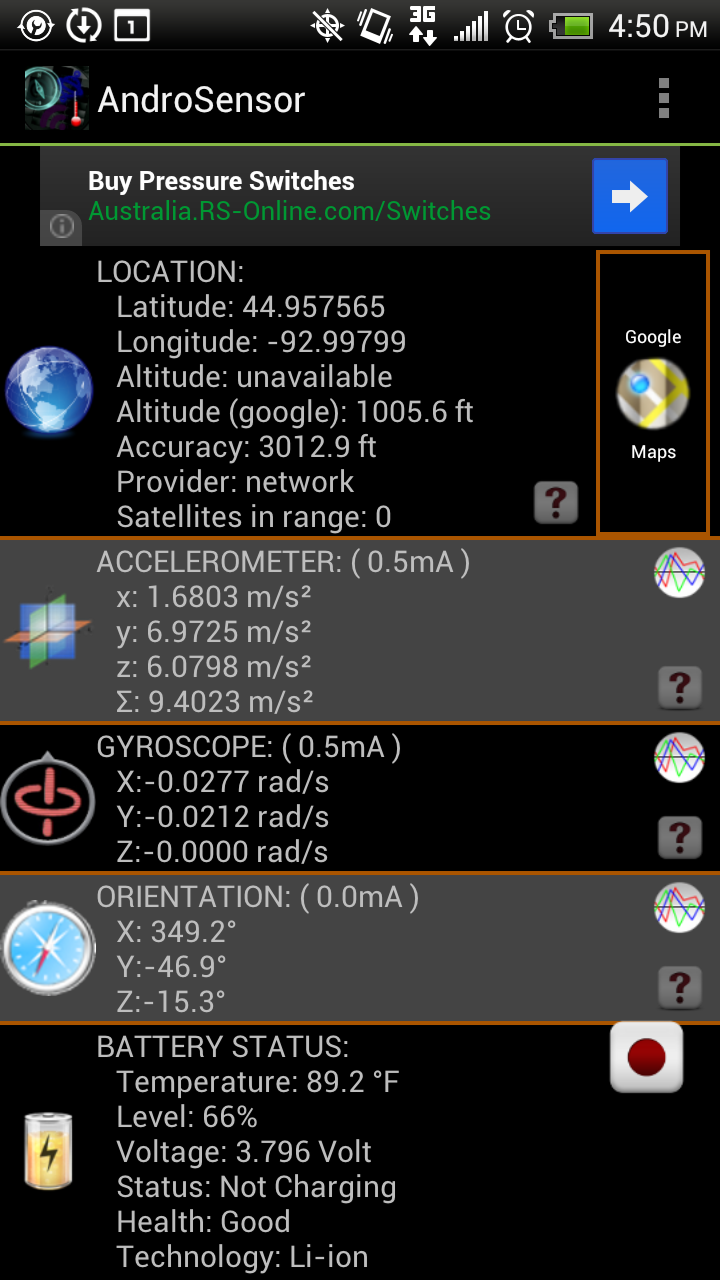 1
3G
4:50 PM
AndroSensor
Buy Pressure Switches
Australia.RS-Online.com/Switches
LOCATION:
Latitude: 44.957565
Longitude: -92.99799
Altitude: unavailable
Altitude (google): 1005.6 ft
Accuracy: 3012.9 ft
Provider: network
Satellites in range: 0
?
Google
Maps
ACCELEROMETER: ( 0.5mA )
x: 1.6803 m/s²
y: 6.9725 m/s²
z: 6.0798 m/s²
Σ: 9.4023 m/s²
?
GYROSCOPE: ( 0.5mA )
X:-0.0277 rad/s
Y:-0.0212 rad/s
Z:-0.0000 rad/s
?
ORIENTATION: ( 0.0mA )
X: 349.2°
Y:-46.9°
Z:-15.3°
?
BATTERY STATUS:
Temperature: 89.2 °F
Level: 66%
Voltage: 3.796 Volt
Status: Not Charging
Health: Good
Technology: Li-ion